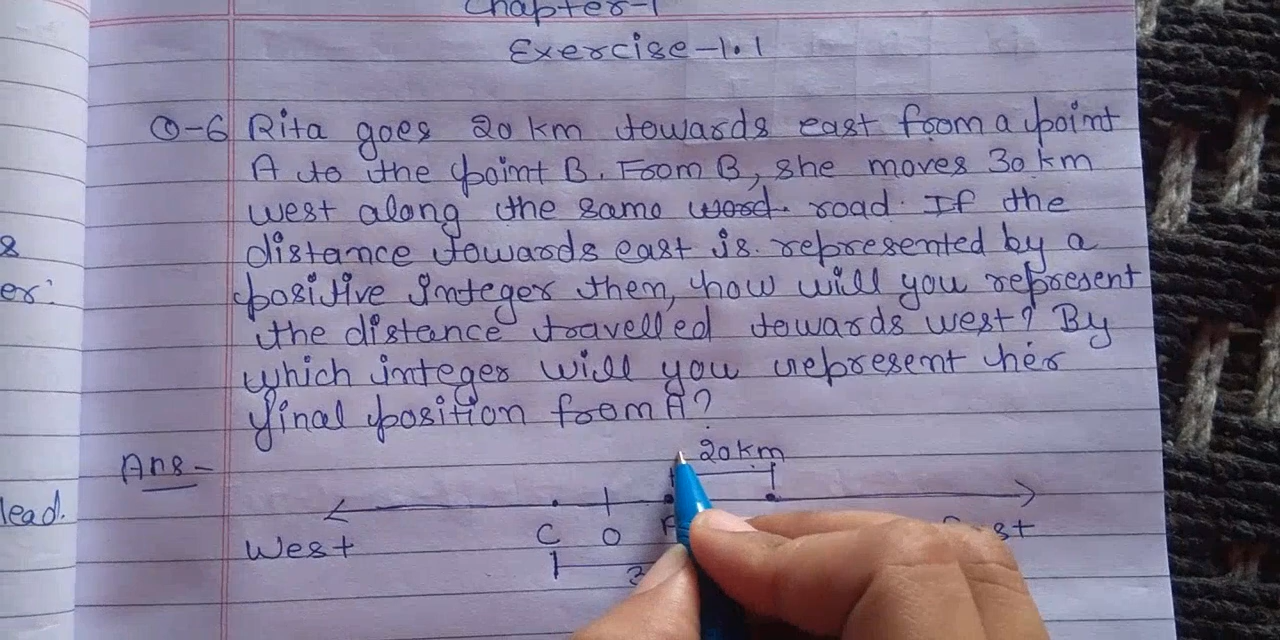 Chapter-1
Exercise-1.1
Q-6 Rita goes 20 km towards east from a point
A to the point B. From B, she moves 30 km
west along the same word road. If the
distance towards east is represented by a
positive integer then, how will you represent
the distance travelled towards west? By
which integer will you represent her
final position from A?
Ans-
20 km
C O
West
s
er:
lead.